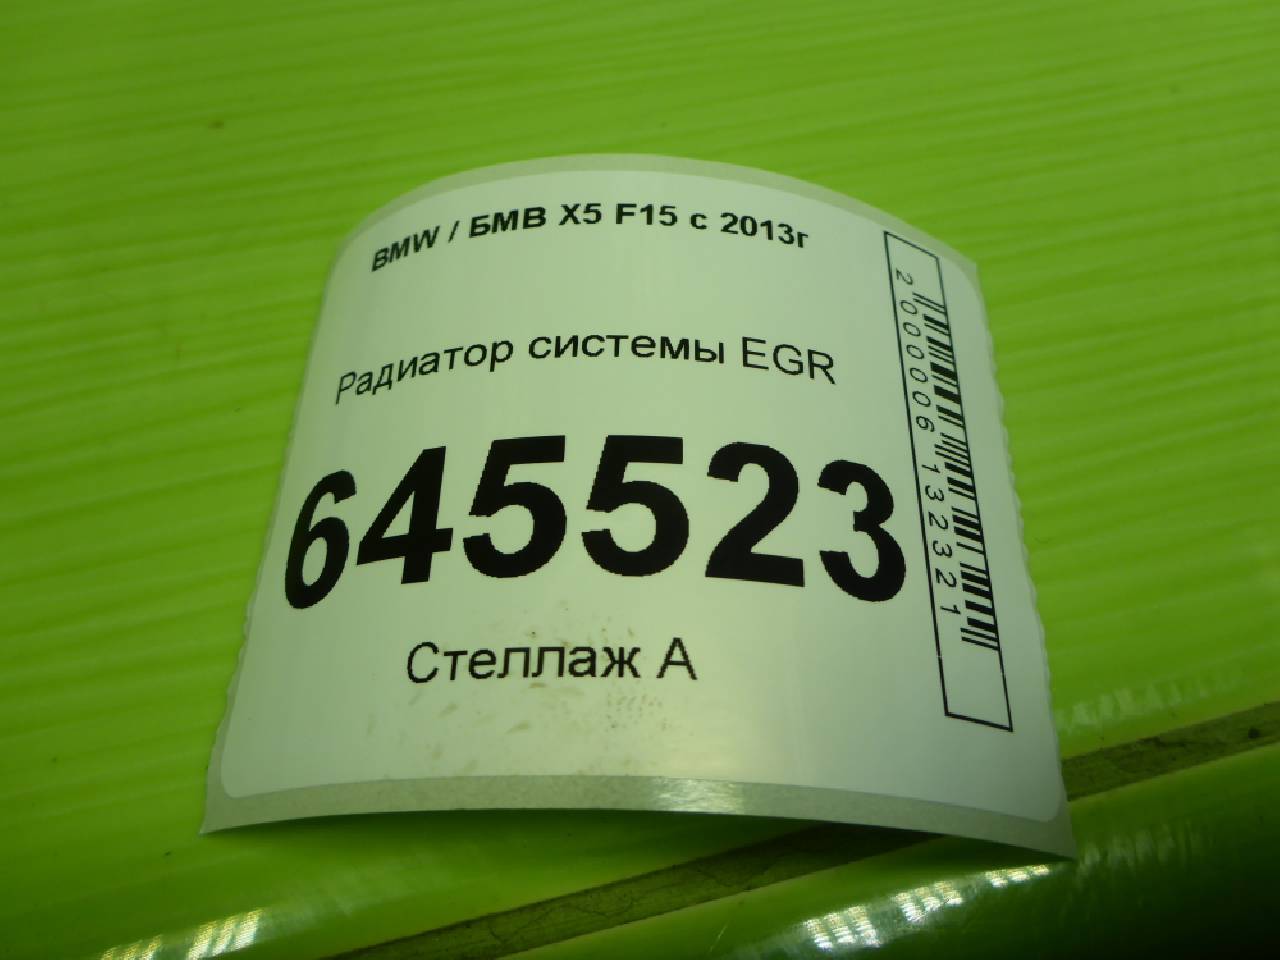 BMW / БМВ X5 F15 с 2013г
Радиатор системы EGR
645523
Стеллаж А
2000006132321